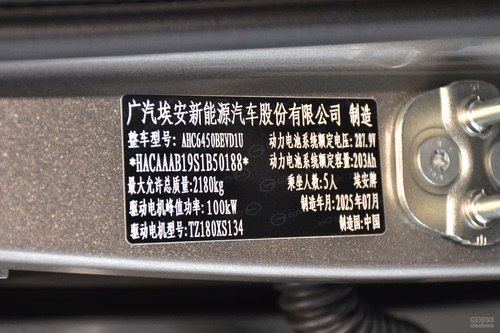 广汽埃安新能源汽车股份有限公司 制造
整车型号: AHC6450BEVD1U 动力电池系统额定电压: 287.9V
*HACAAAB19S1B50188* 动力电池系统额定容量: 203Ah
最大允许总质量: 2180kg 乘坐人数: 5人 埃安牌
驱动电机峰值功率: 100kW 制造年月: 2025年07月
驱动电机型号: TZ180XS134 制造国: 中国